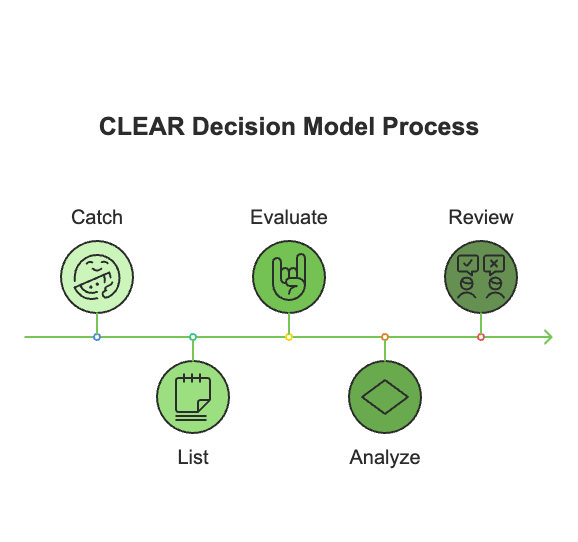 CLEAR Decision Model Process
Catch
List
Evaluate
Analyze
Review